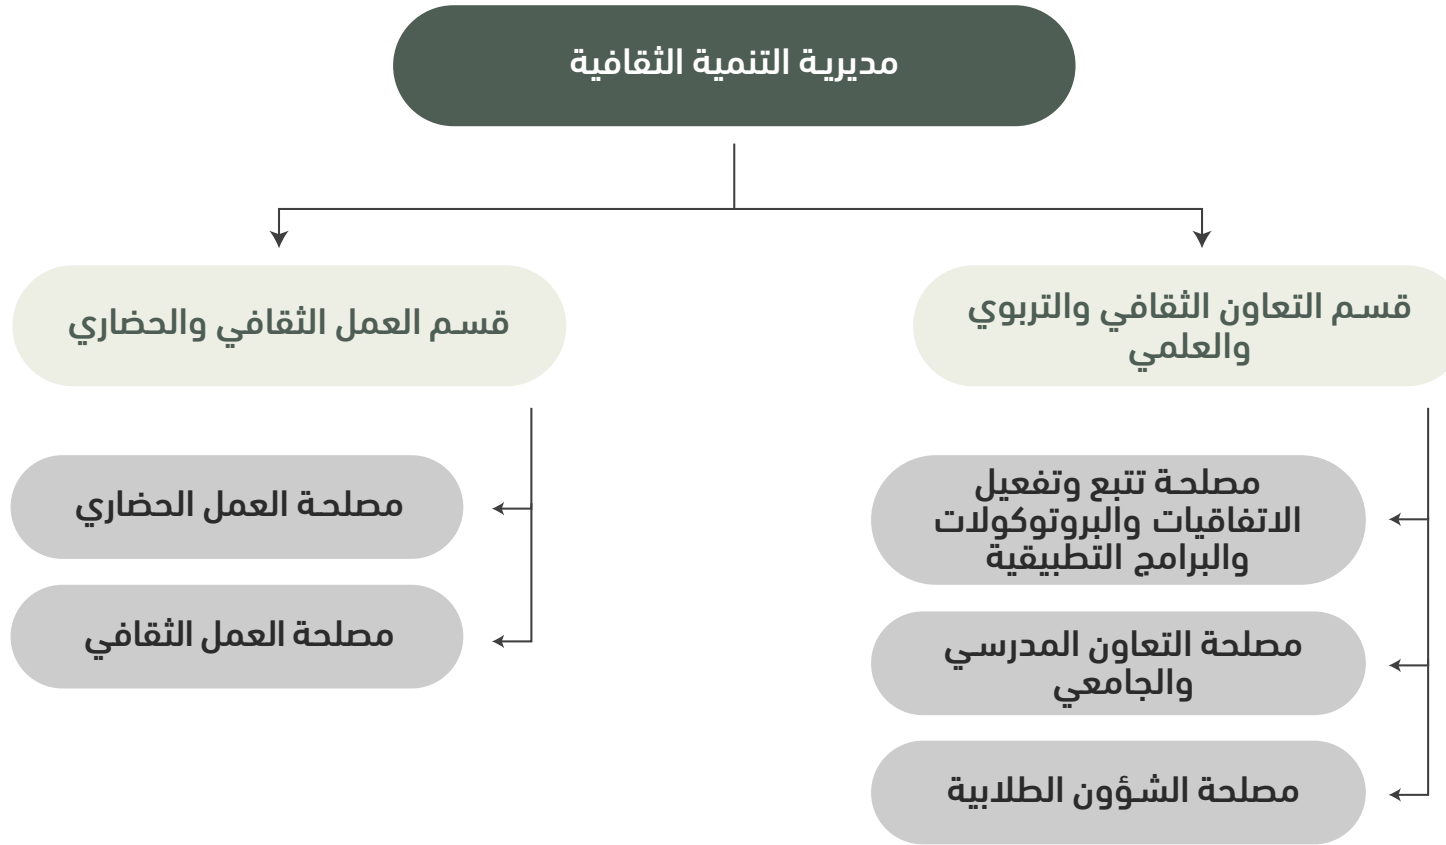 مديرية التنمية الثقافية
قسم التعاون الثقافي والتربوي
والعلمي
مصلحة تتبع وتفعيل
الاتفاقيات والبروتوكولات
والبرامج التطبيقية
مصلحة التعاون المدرسي
والجامعي
مصلحة الشؤون الطلابية
قسم العمل الثقافي والحضاري
مصلحة العمل الحضاري
مصلحة العمل الثقافي